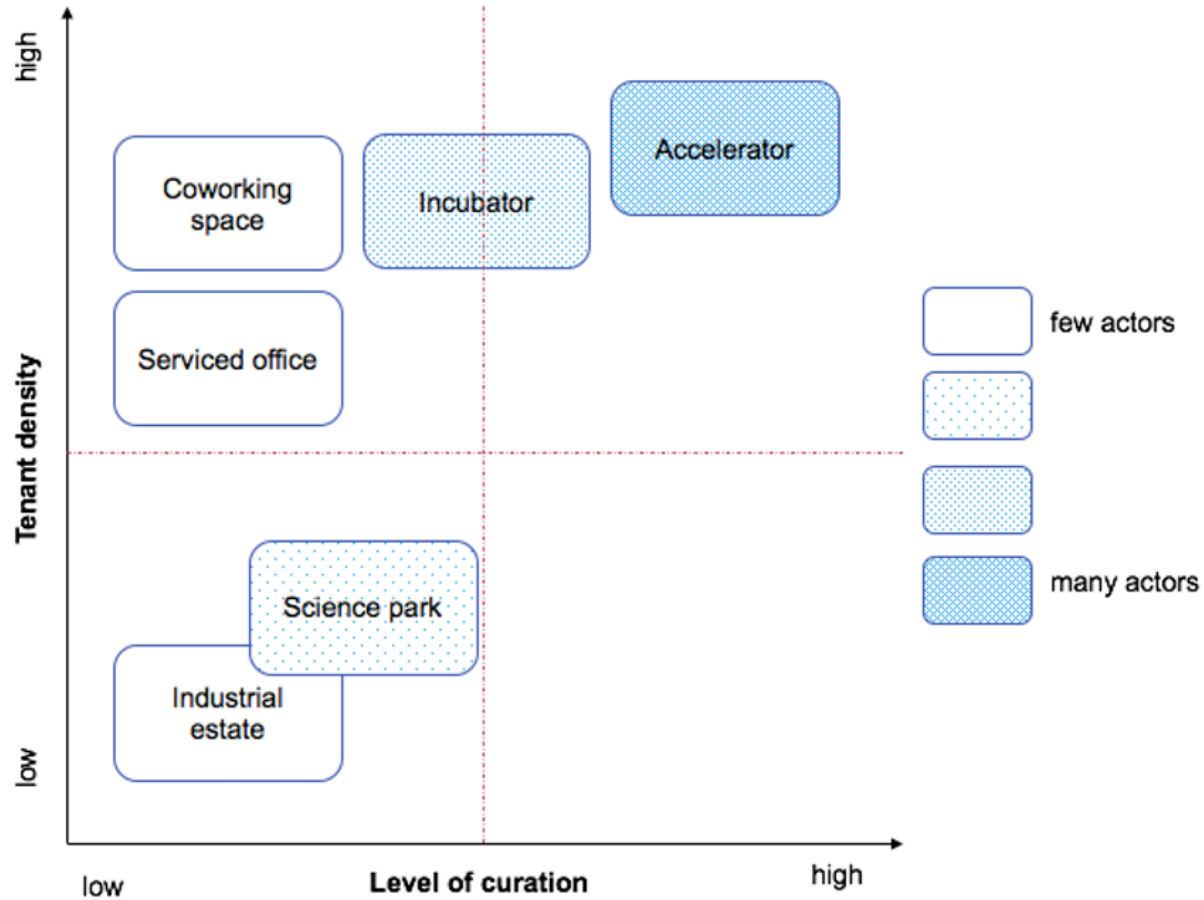 high
Accelerator
Coworking
space
Incubator
Serviced office
few actors
Tenant density
Science park
many actors
Industrial
estate
low
low
Level of curation
high